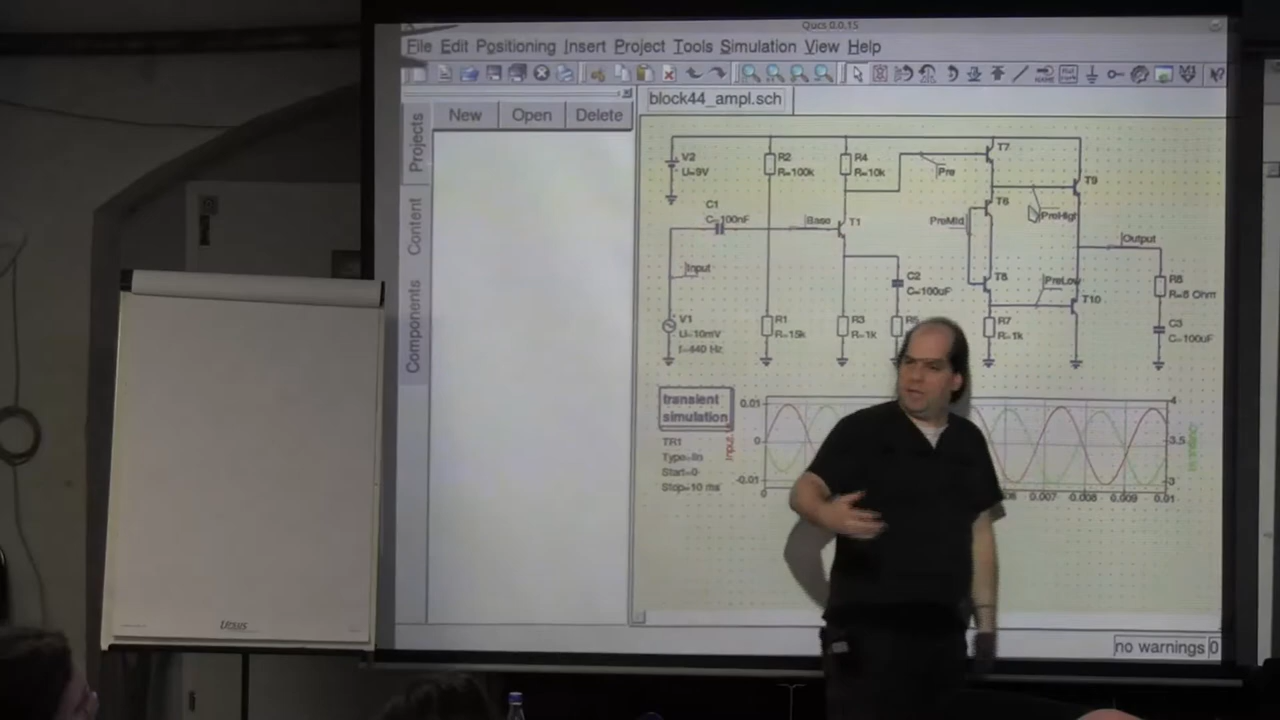 Qucs 0.0.15
File Edit Positioning Insert Project Tools Simulation View Help
New Open Delete
block44_ampl.sch
Projects
Content
Components
V2
U=9V
R2
R=100k
R4
R=10k
Pre
T7
T9
C1
C=100nF
Base
T1
T6
PreMid
PreHigh
Output
Input
C2
C=100uF
T8
PreLow
T10
R8
R=8 Ohm
V1
U=10mV
f=440 Hz
R1
R=15k
R3
R=1k
R7
R=1k
C3
C=100uF
transient
simulation
TR1
Type=lin
Start=0
Stop=10 ms
0.01
0
-0.01
0
4
3.5
3
0.007 0.008 0.009 0.01
no warnings 0